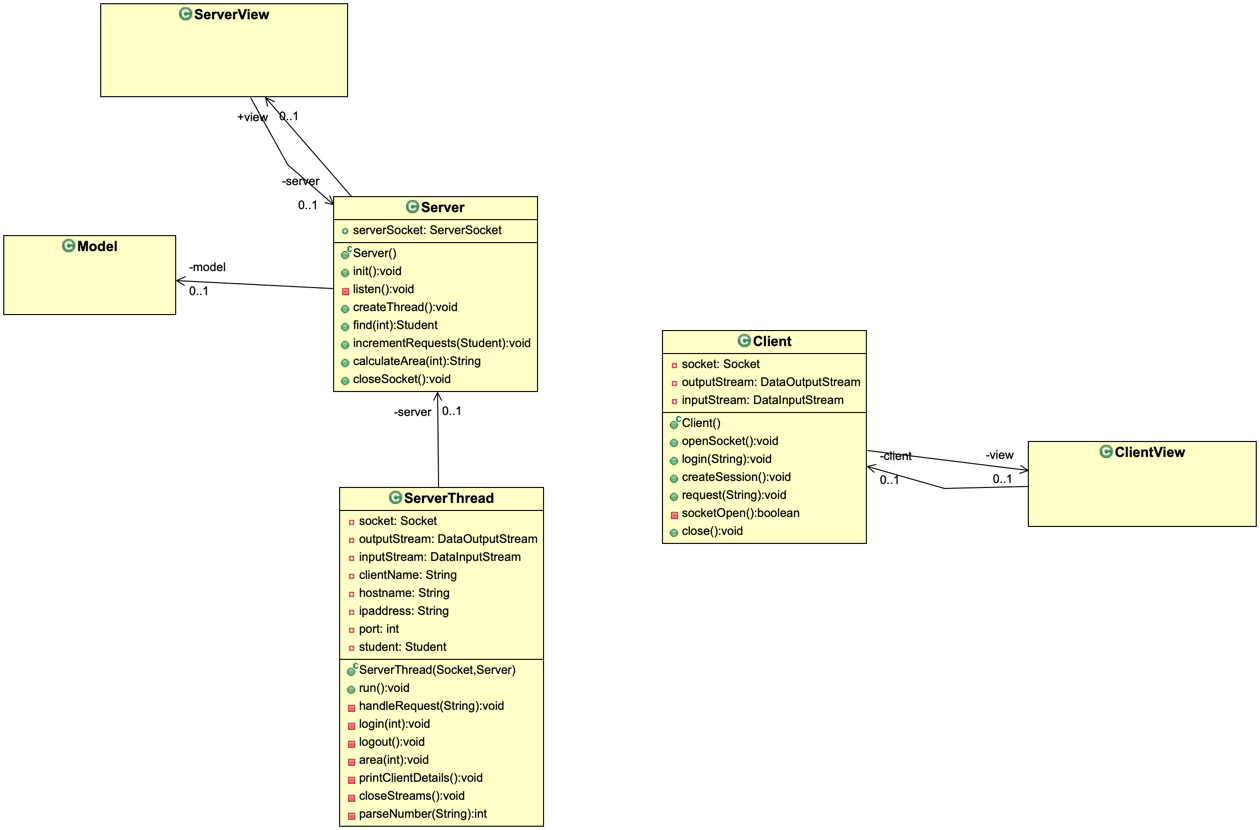 ServerView
+view
0..1
-server
0..1
Server
serverSocket: ServerSocket
Server()
init():void
listen():void
createThread():void
find(int):Student
incrementRequests(Student):void
calculateArea(int):String
closeSocket():void
Model
-model
0..1
-server
0..1
ServerThread
socket: Socket
outputStream: DataOutputStream
inputStream: DataInputStream
clientName: String
hostname: String
ipaddress: String
port: int
student: Student
ServerThread(Socket,Server)
run():void
handleRequest(String):void
login(int):void
logout():void
area(int):void
printClientDetails():void
closeStreams():void
parseNumber(String):int
Client
socket: Socket
outputStream: DataOutputStream
inputStream: DataInputStream
Client()
openSocket():void
login(String):void
createSession():void
request(String):void
socketOpen():boolean
close():void
-client
0..1
-view
0..1
ClientView